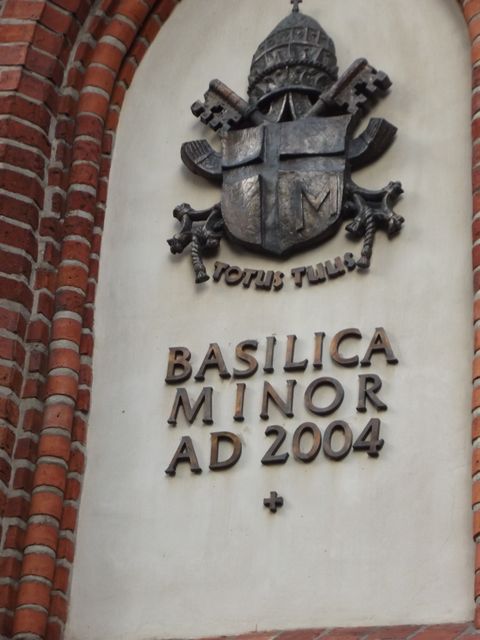 M
TOTUS TUUS
BASILICA
MINOR
AD 2004